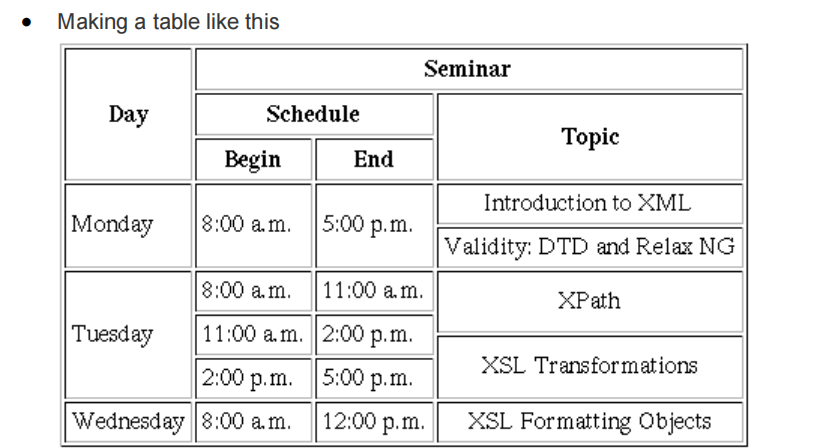 Making a table like this
Seminar
Day
Schedule
Topic
Begin End
Monday 8:00 a.m. 5:00 p.m. Introduction to XML
Validity: DTD and Relax NG
Tuesday 8:00 a.m. 11:00 a.m. XPath
11:00 a.m. 2:00 p.m.
XSL Transformations
2:00 p.m. 5:00 p.m.
Wednesday 8:00 a.m. 12:00 p.m. XSL Formatting Objects